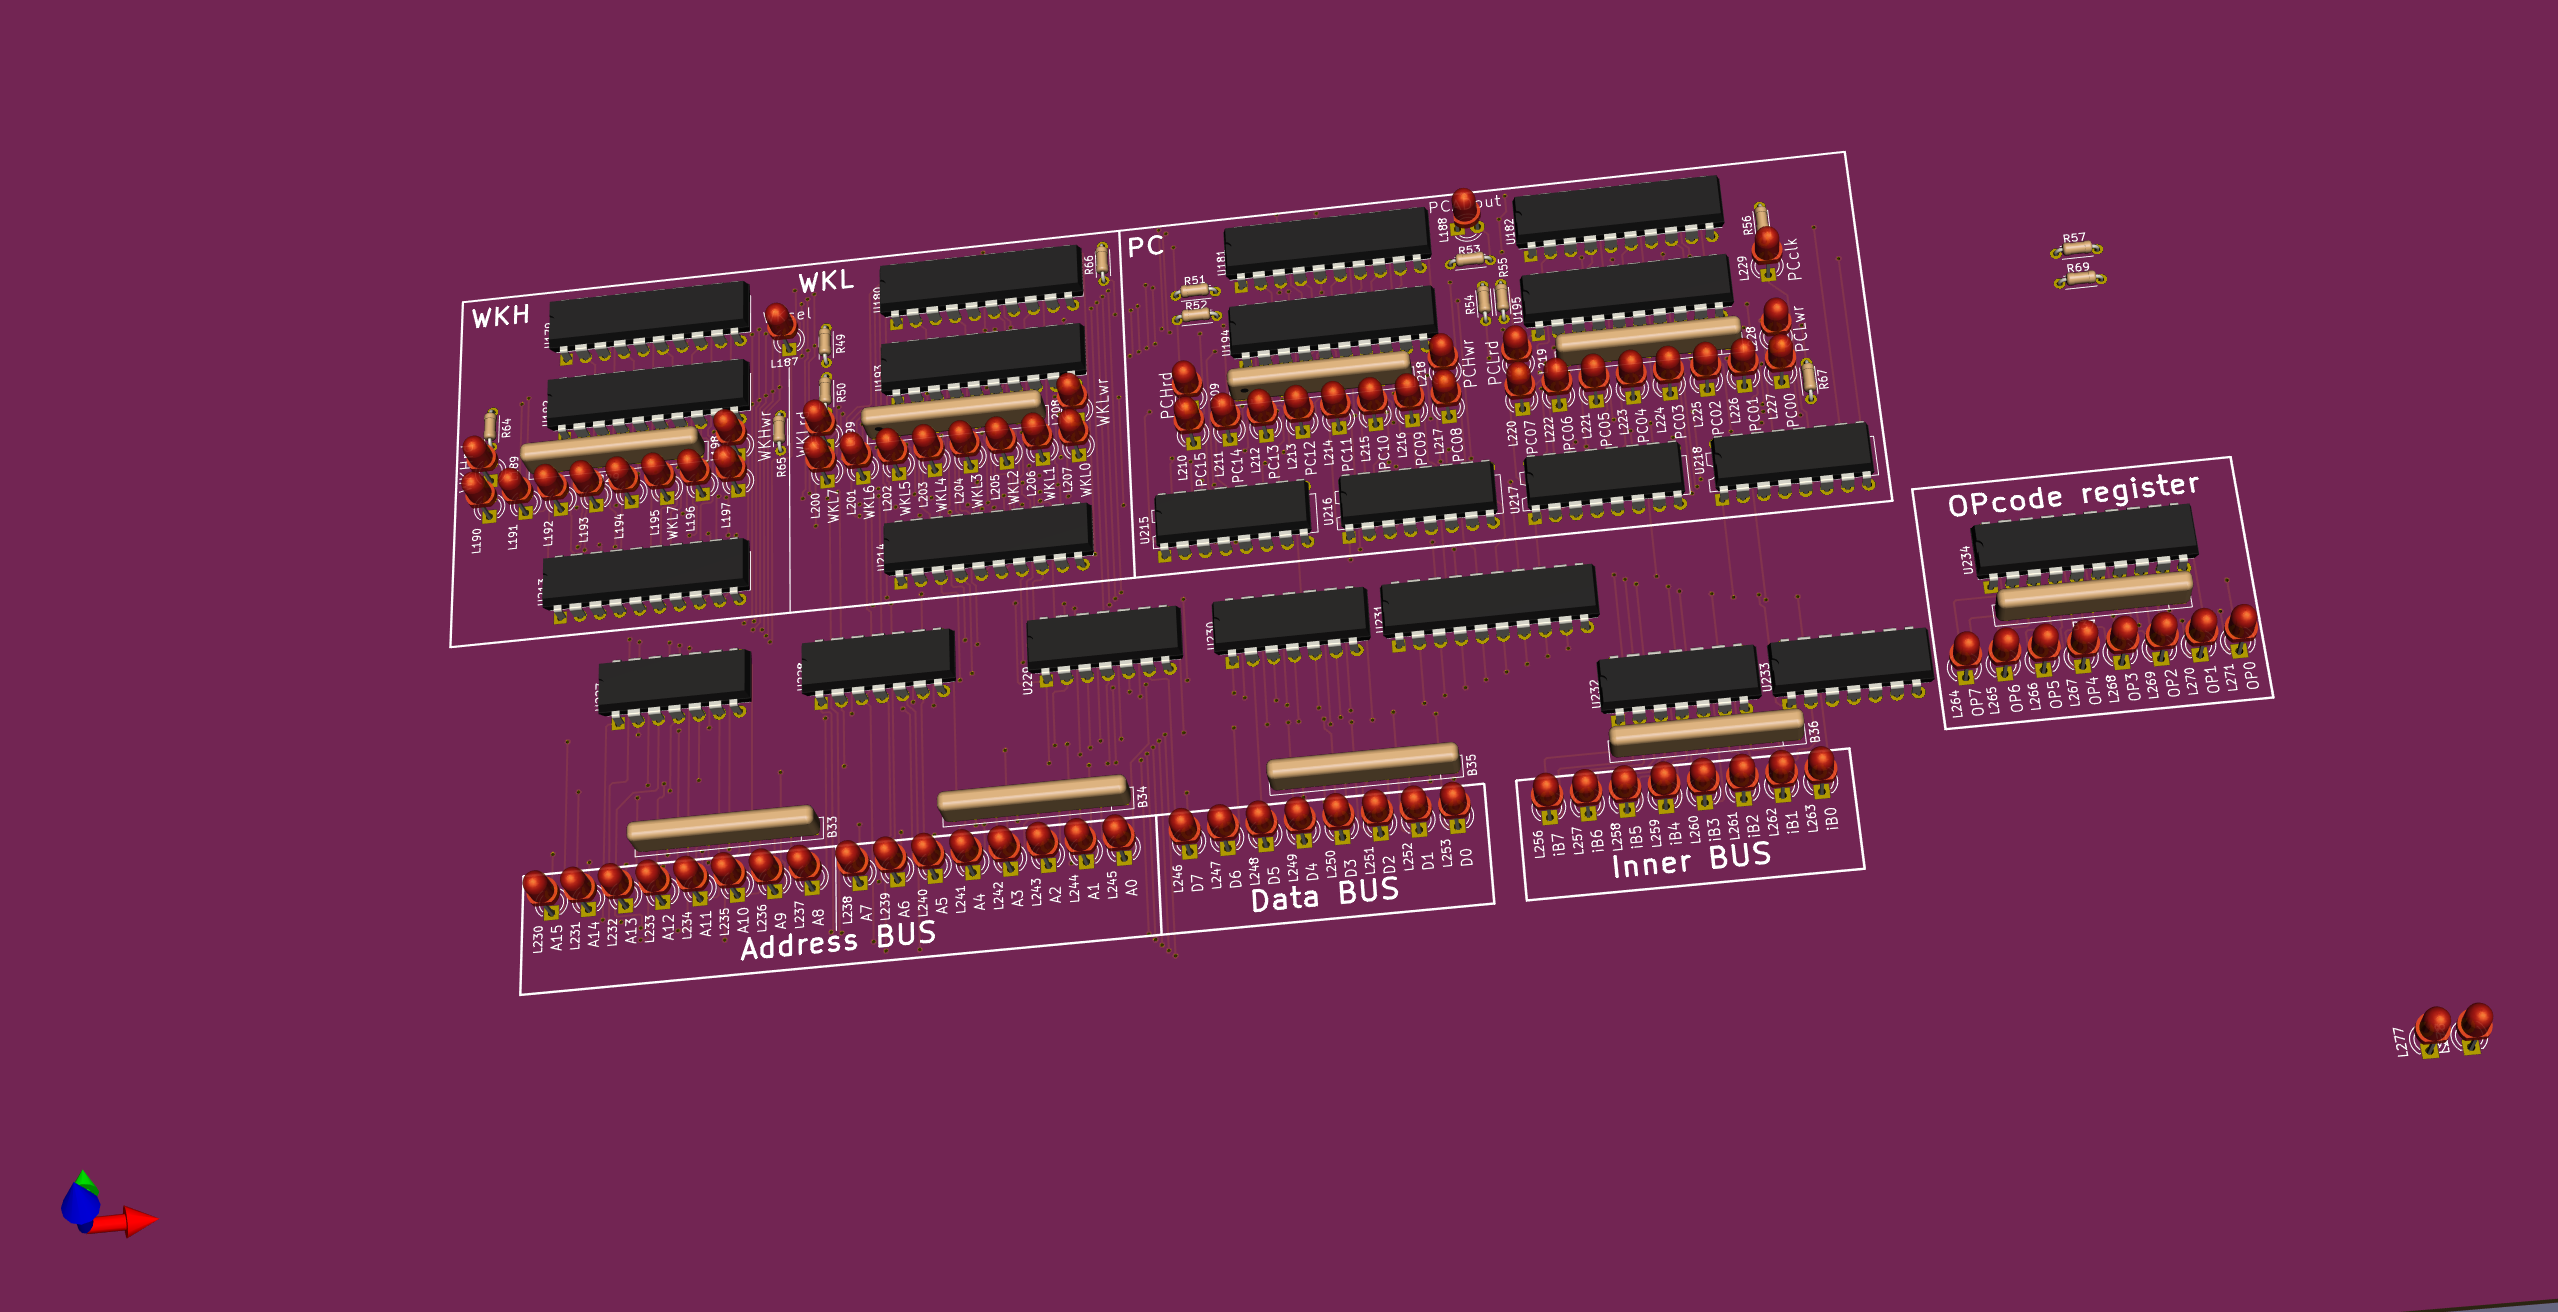 WKH
WKL
PC
R66
U181
L188
R53
R55
U182
R56
L229
PCclk
R57
R69
L187
R49
R50
U180
U193
R51
R52
U194
R54
U195
PCLwr
R64
R65
WKHwr
WKLwr
PCHrd
PCHwr
PCLrd
R67
L190
L191
L192
L193
L194
L195
WKL7
L196
L197
L200
WKL7
L201
WKL6
L202
WKL5
L203
WKL4
L204
WKL3
L205
WKL2
L206
WKL1
L207
WKL0
L210
PC15
L211
PC14
L212
PC13
L213
PC12
L214
PC11
L215
PC10
L216
PC09
L217
PC08
L218
L220
PC07
L222
PC06
L221
PC05
L223
PC04
L224
PC03
L225
PC02
L226
PC01
L227
PC00
U214
U215
U216
U217
U218
OPcode register
U234
L264
OP7
L265
OP6
L266
OP5
L267
OP4
L268
OP3
L269
OP2
L270
OP1
L271
OP0
U229
U230
U231
U232
U233
B33
B34
B35
B36
L230
A15
L231
A14
L232
A13
L233
A12
L234
A11
L235
A10
L236
A9
L237
A8
L238
A7
L239
A6
L240
A5
L241
A4
L242
A3
L243
A2
L244
A1
L245
A0
Address BUS
L246
D7
L247
D6
L248
D5
L249
D4
L250
D3
L251
D2
L252
D1
L253
D0
Data BUS
L256
iB7
L257
iB6
L258
iB5
L259
iB4
L260
iB3
L261
iB2
L262
iB1
L263
iB0
Inner BUS
L277